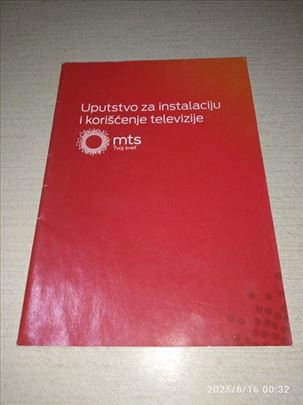 Uputstvo za instalaciju
i korišćenje televizije
mts
Tvoj svet
2025/6/16 00:32